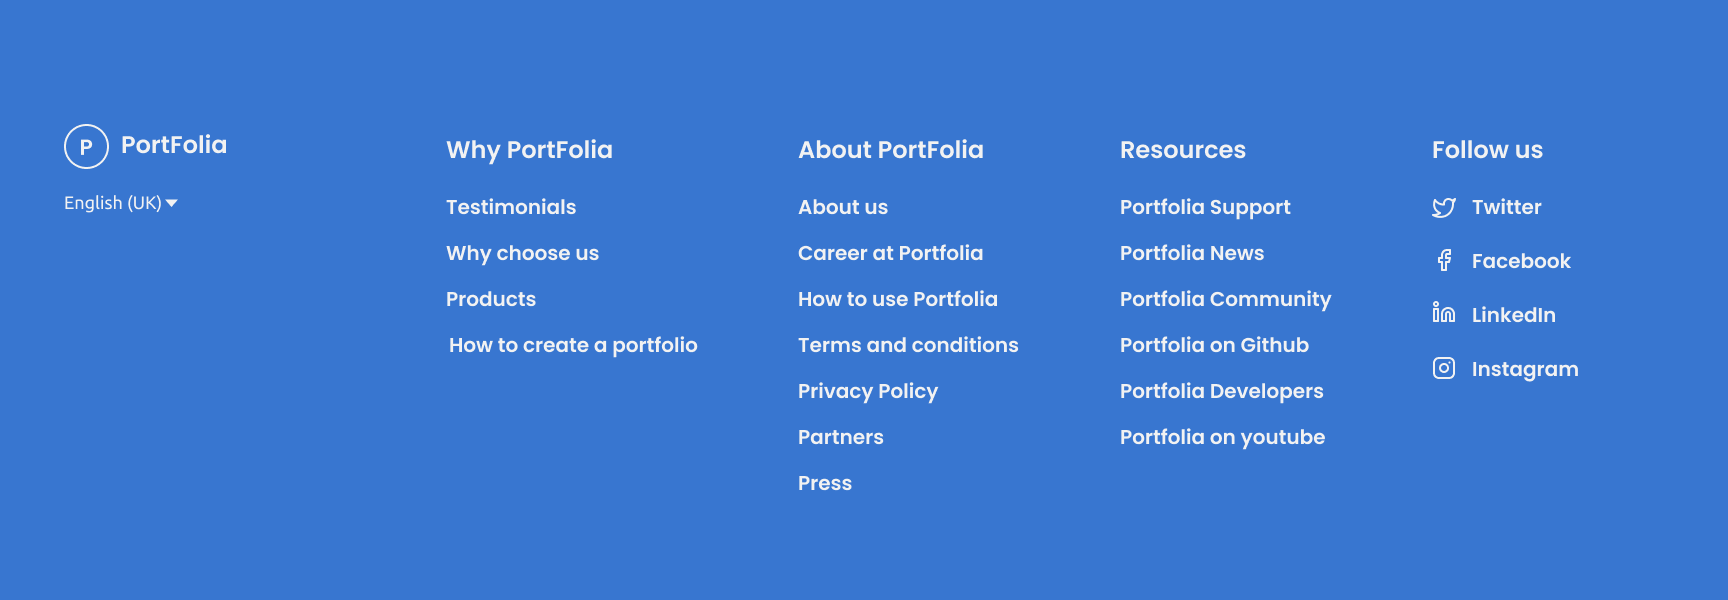 P PortFolia
English (UK)
Why PortFolia
Testimonials
Why choose us
Products
How to create a portfolio
About PortFolia
About us
Career at Portfolia
How to use Portfolia
Terms and conditions
Privacy Policy
Partners
Press
Resources
Portfolia Support
Portfolia News
Portfolia Community
Portfolia on Github
Portfolia Developers
Portfolia on youtube
Follow us
Twitter
Facebook
LinkedIn
Instagram